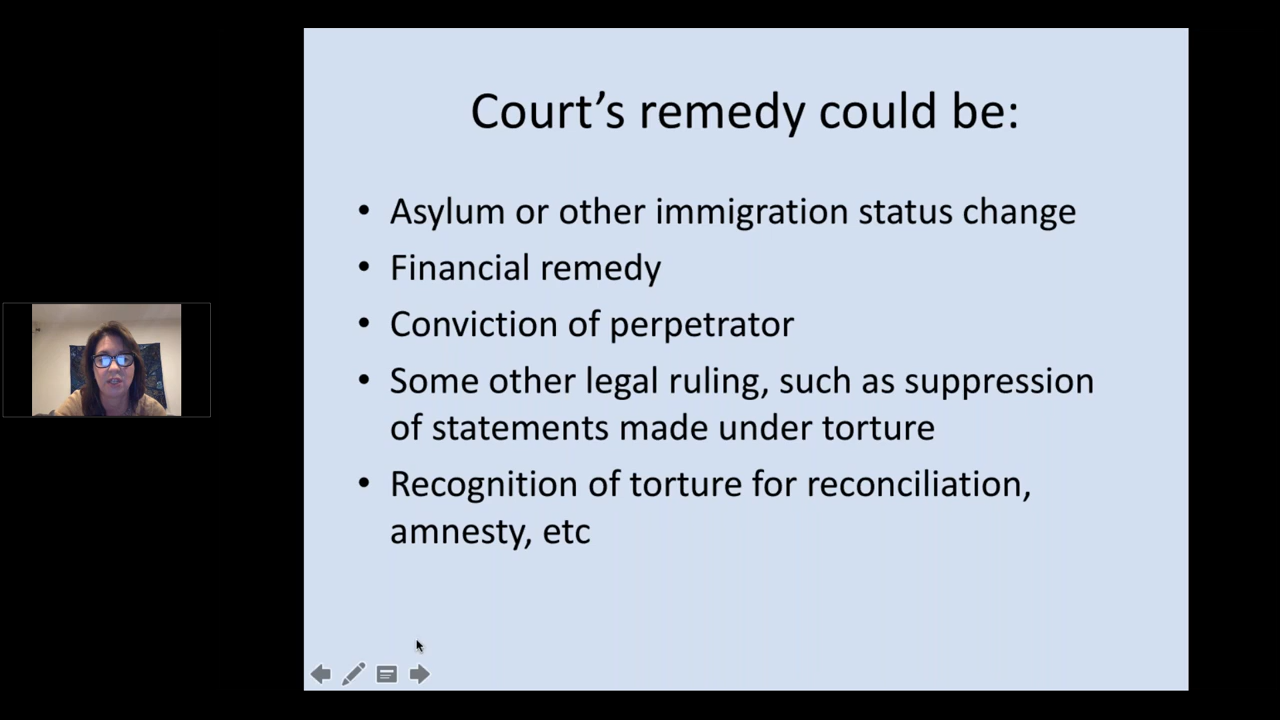 Court’s remedy could be:
• Asylum or other immigration status change
• Financial remedy
• Conviction of perpetrator
• Some other legal ruling, such as suppression
of statements made under torture
• Recognition of torture for reconciliation,
amnesty, etc